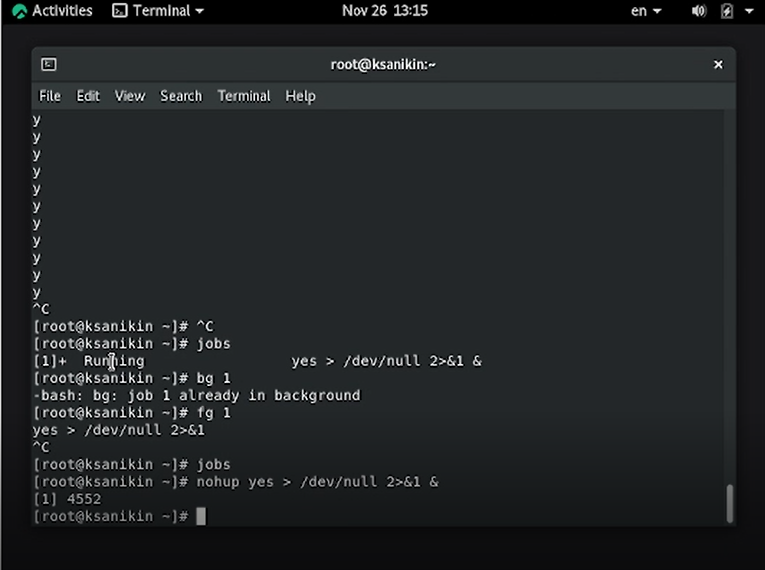 Activities Terminal Nov 26 13:15 en
root@ksanikin:~ ×
File Edit View Search Terminal Help
y
y
y
y
y
y
y
y
y
y
y
^C
[root@ksanikin ~]# ^C
[root@ksanikin ~]# jobs
[1]+  Running                 yes > /dev/null 2>&1 &
[root@ksanikin ~]# bg 1
-bash: bg: job 1 already in background
[root@ksanikin ~]# fg 1
yes > /dev/null 2>&1
^C
[root@ksanikin ~]# jobs
[root@ksanikin ~]# nohup yes > /dev/null 2>&1 &
[1] 4552
[root@ksanikin ~]#